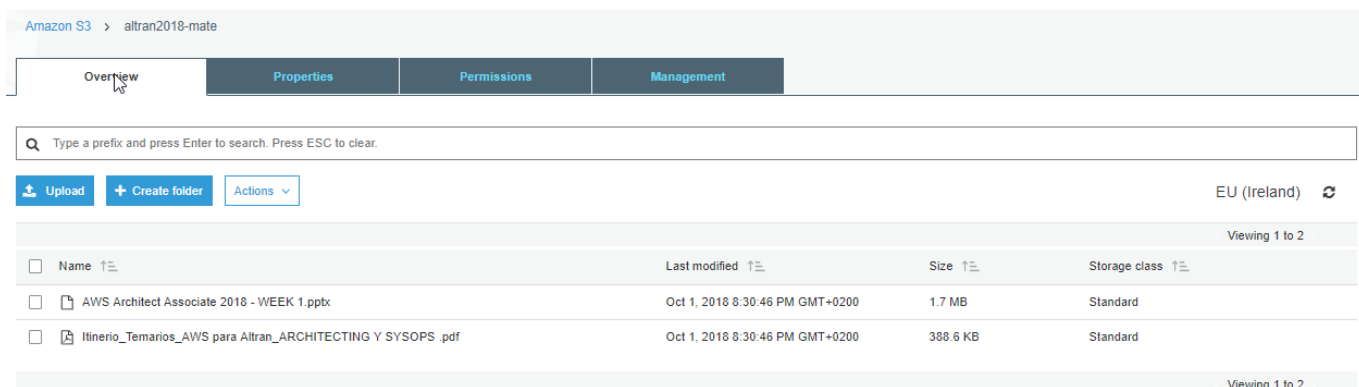 Amazon S3 > altran2018-mate
Overview Properties Permissions Management
Type a prefix and press Enter to search. Press ESC to clear.
Upload + Create folder Actions EU (Ireland)
Viewing 1 to 2
Name Last modified Size Storage class
AWS Architect Associate 2018 - WEEK 1.pptx Oct 1, 2018 8:30:46 PM GMT+0200 1.7 MB Standard
Itinerio_Temarios_AWS para Altran_ARCHITECTING Y SYSOPS .pdf Oct 1, 2018 8:30:46 PM GMT+0200 388.6 KB Standard
Viewing 1 to 2